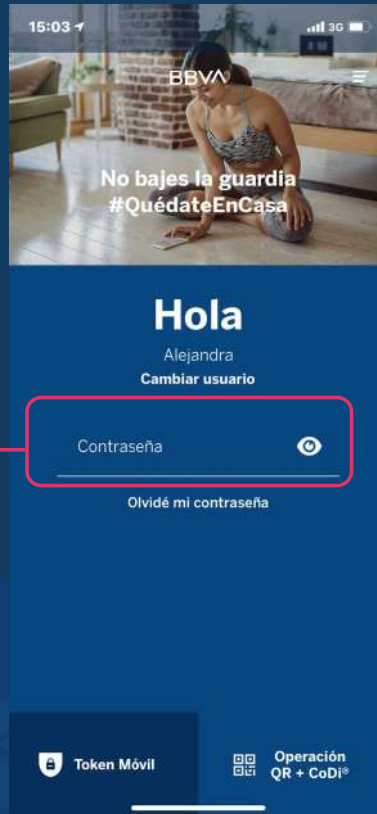 15:03
3G
BBVA
No bajes la guardia
#QuédateEnCasa
Hola
Alejandra
Cambiar usuario
Contraseña
Olvidé mi contraseña
Token Móvil
Operación
QR + CoDi®